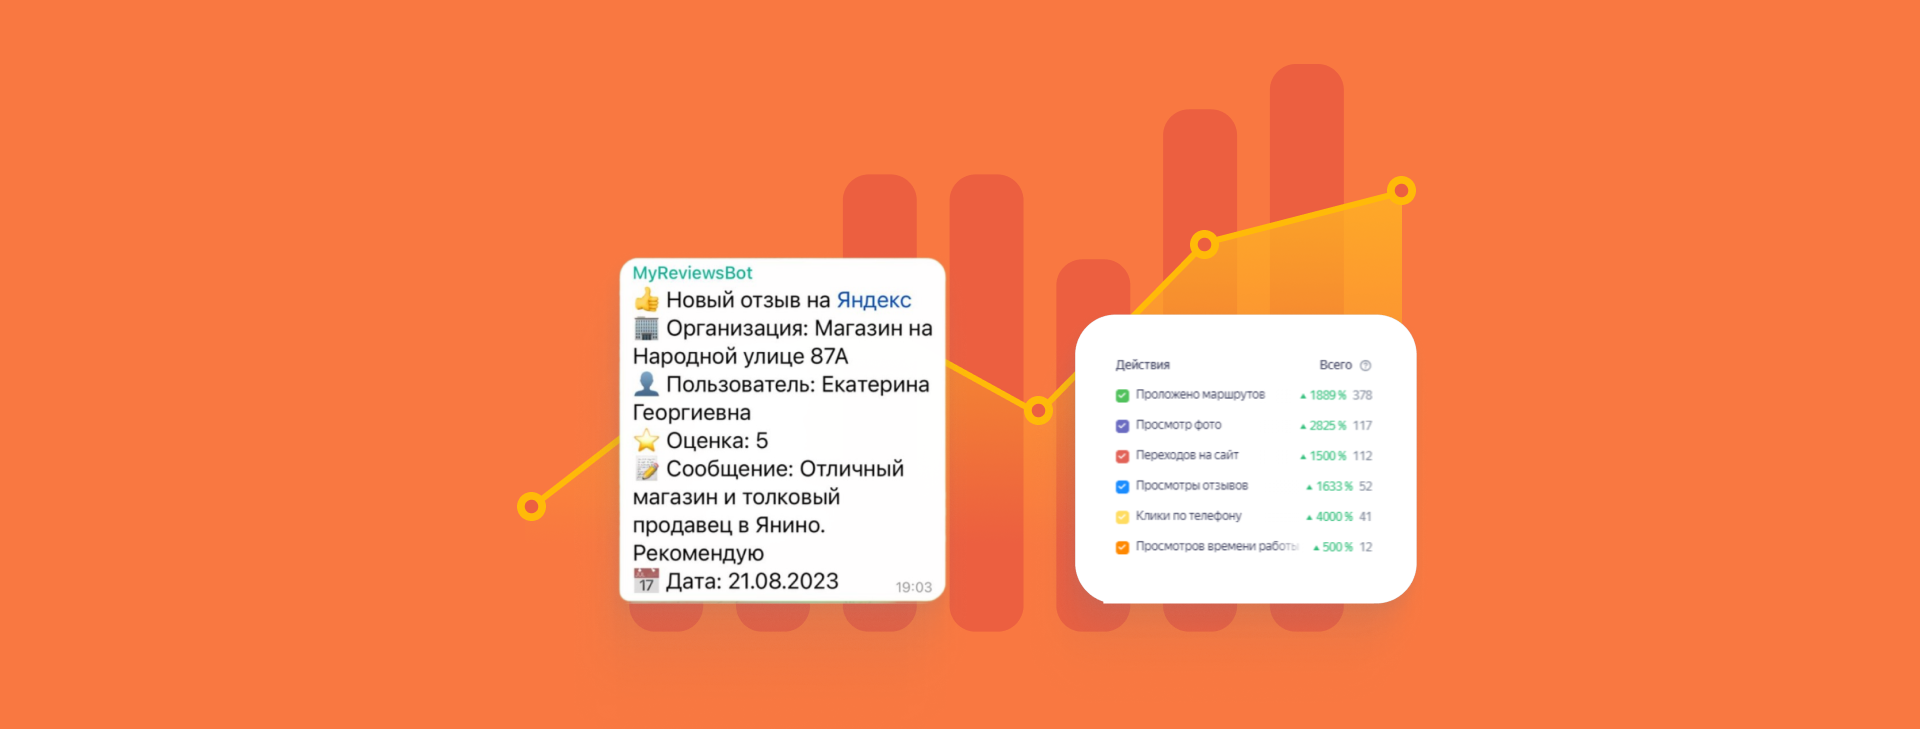 MyReviewsBot
👍 Новый отзыв на Яндекс
🏢 Организация: Магазин на
Народной улице 87А
👤 Пользователь: Екатерина
Георгиевна
⭐ Оценка: 5
📝 Сообщение: Отличный
магазин и толковый
продавец в Янино.
Рекомендую
📅 Дата: 21.08.2023 19:03
Действия Всего
Проложено маршрутов ▲ 1889 % 378
Просмотр фото ▲ 2825 % 117
Переходов на сайт ▲ 1500 % 112
Просмотры отзывов ▲ 1633 % 52
Клики по телефону ▲ 4000 % 41
Просмотров времени работы ▲ 500 % 12